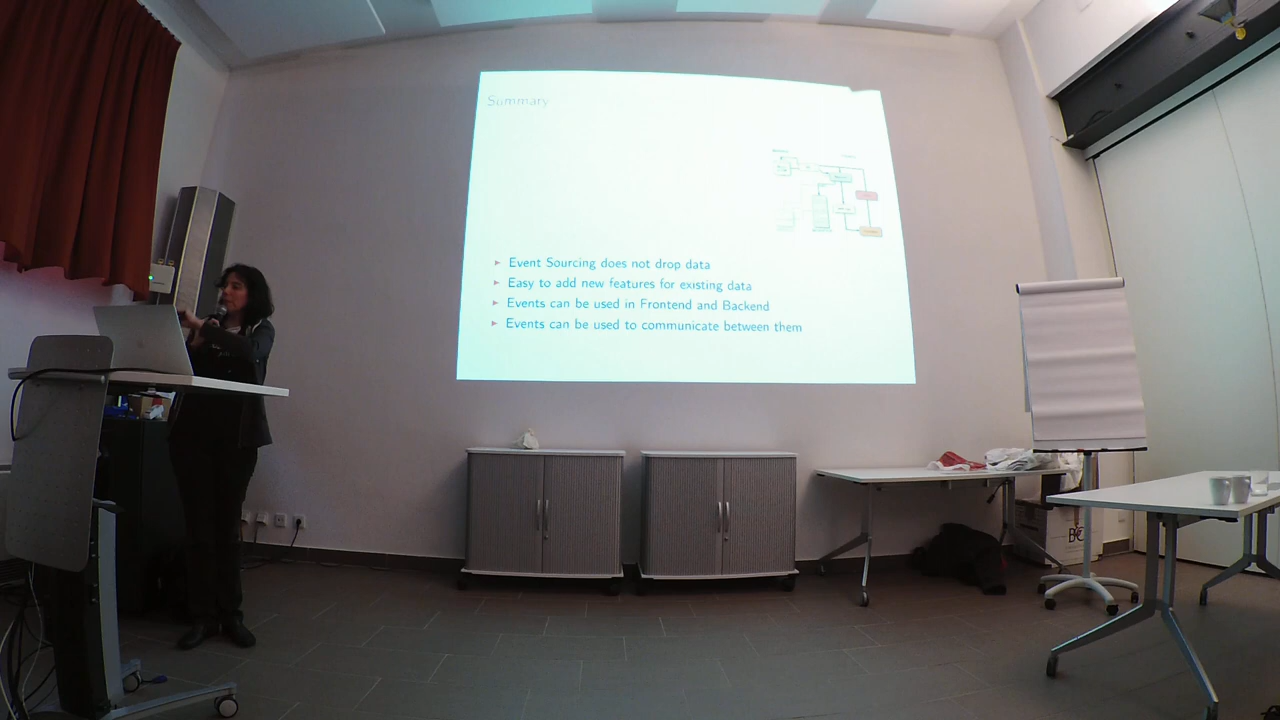 Summary
Event Sourcing does not drop data
Easy to add new features for existing data
Events can be used in Frontend and Backend
Events can be used to communicate between them